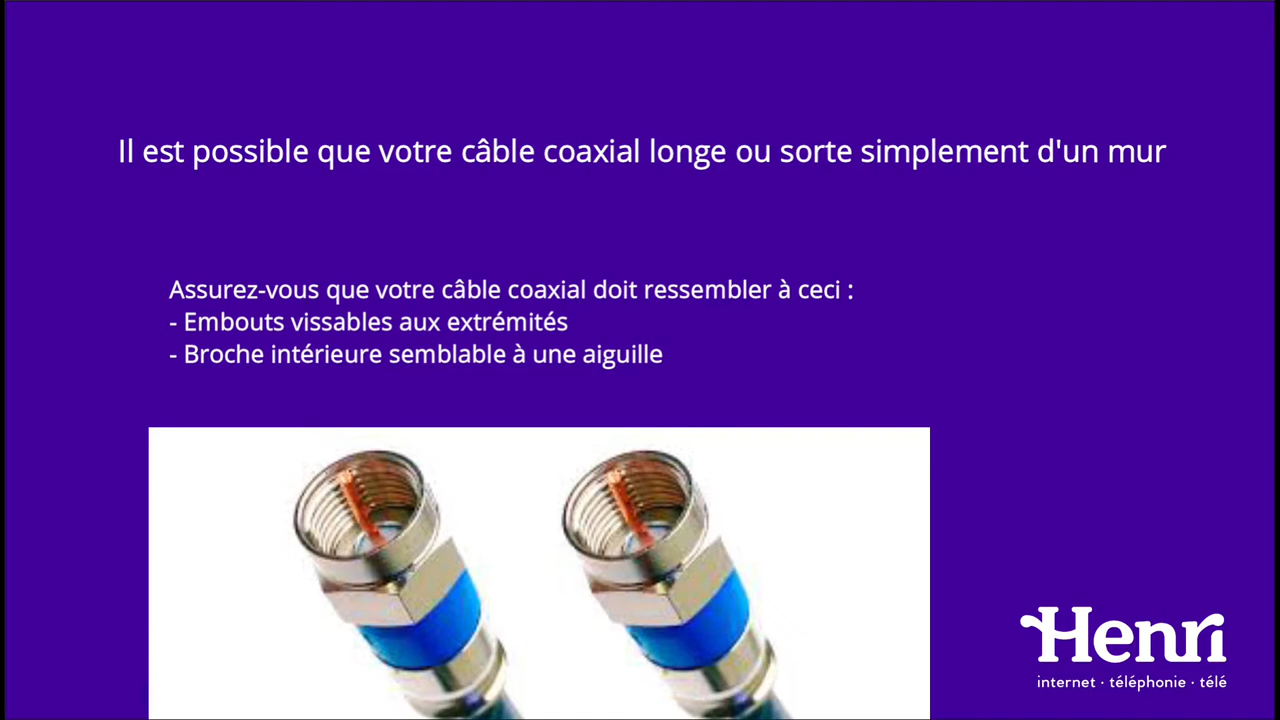 Il est possible que votre câble coaxial longe ou sorte simplement d'un mur
Assurez-vous que votre câble coaxial doit ressembler à ceci :
- Embouts vissables aux extrémités
- Broche intérieure semblable à une aiguille
Henri
internet · téléphonie · télé